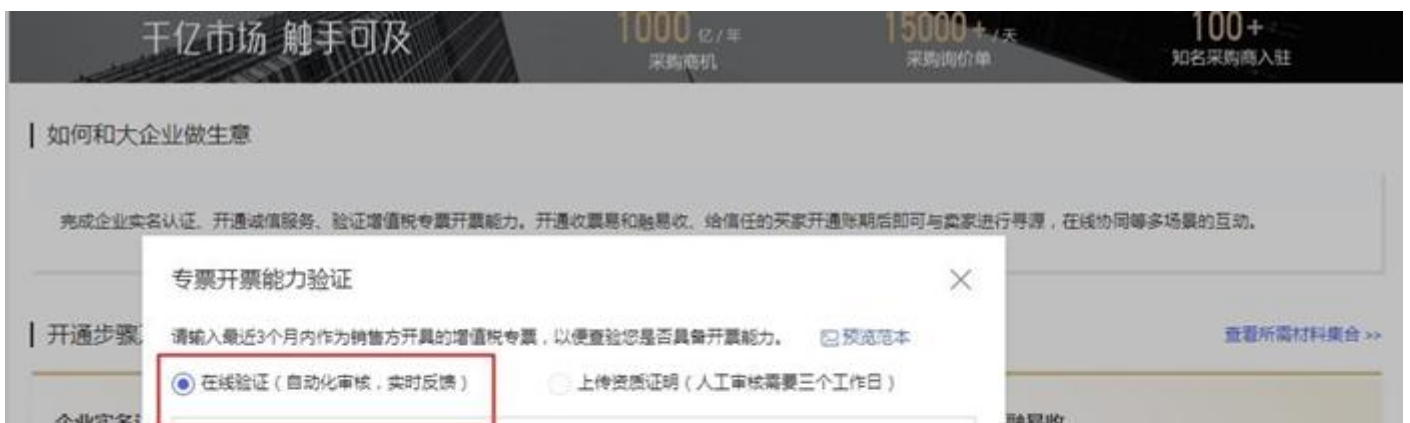 千亿市场 触手可及
1000 亿/年
采购商机
15000+/天
采购询价单
100+
知名采购商入驻
如何和大企业做生意
完成企业实名认证、开通诚信服务、验证增值税专票开票能力。开通收票易和融易收、给信任的买家开通账期后即可与卖家进行寻源，在线协同等多场景的互动。
专票开票能力验证
开通步骤
请输入最近3个月内作为销售方开具的增值税专票，以便查验您是否具备开票能力。 预览范本
查看所需材料集合 >>
在线验证（自动化审核，实时反馈） 上传资质证明（人工审核需要三个工作日）
企业实名
融易收